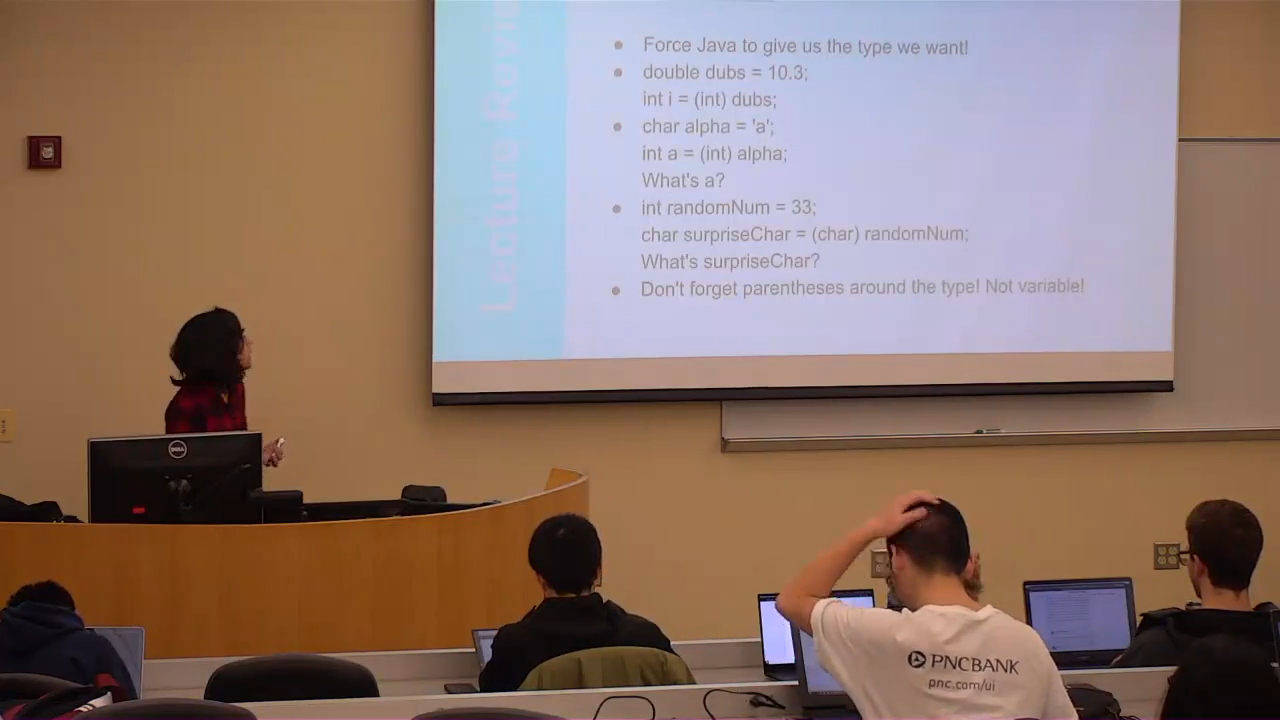 Lecture
Force Java to give us the type we want!
double dubs = 10.3;
int i = (int) dubs;
char alpha = 'a';
int a = (int) alpha;
What's a?
int randomNum = 33;
char surpriseChar = (char) randomNum;
What's surpriseChar?
Don't forget parentheses around the type! Not variable!
DELL
PNCBANK
pnc.com/ui